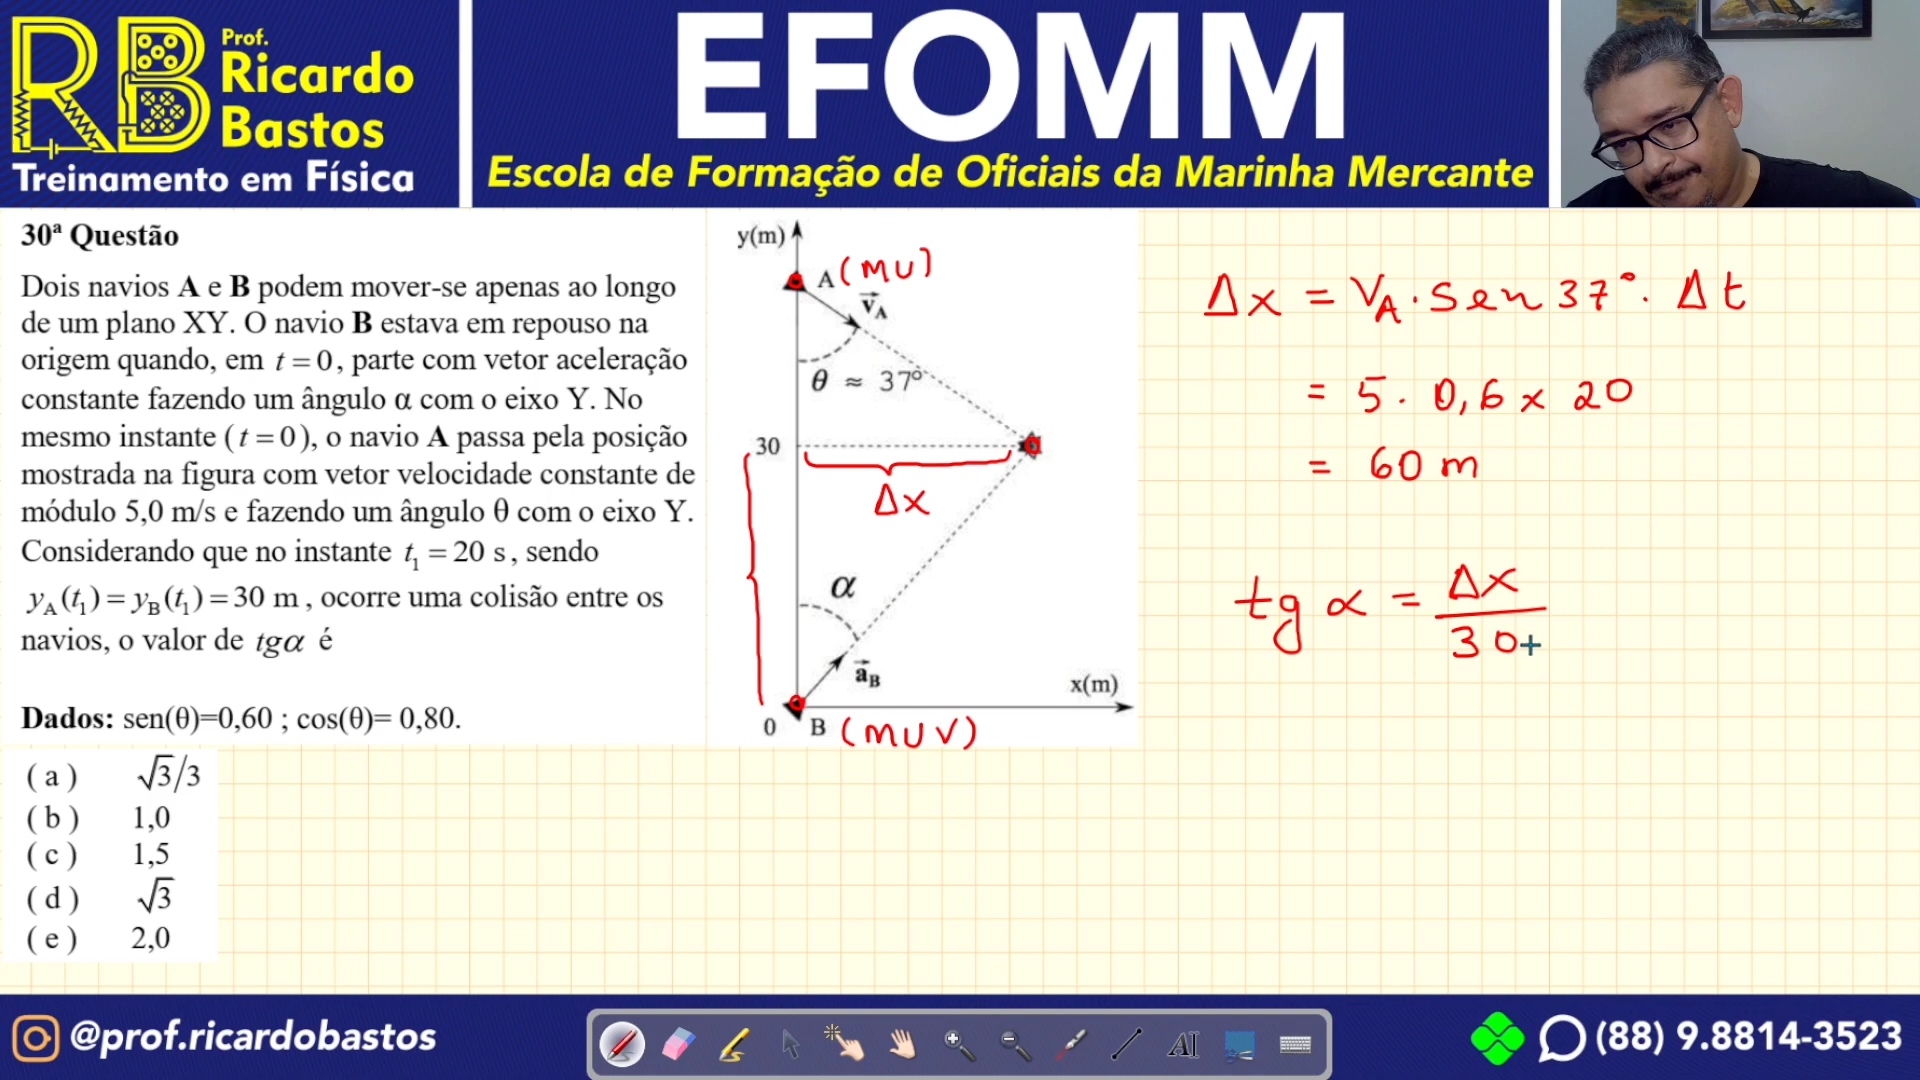 RB
Prof.
Ricardo
Bastos
Treinamento em Física
EFOMM
Escola de Formação de Oficiais da Marinha Mercante
30ª Questão
Dois navios A e B podem mover-se apenas ao longo
de um plano XY. O navio B estava em repouso na
origem quando, em t = 0, parte com vetor aceleração
constante fazendo um ângulo α com o eixo Y. No
mesmo instante (t = 0), o navio A passa pela posição
mostrada na figura com vetor velocidade constante de
módulo 5,0 m/s e fazendo um ângulo θ com o eixo Y.
Considerando que no instante t₁ = 20 s, sendo
y_A(t₁) = y_B(t₁) = 30 m, ocorre uma colisão entre os
navios, o valor de tgα é
Dados: sen(θ)=0,60 ; cos(θ)= 0,80.
(a) √3/3
(b) 1,0
(c) 1,5
(d) √3
(e) 2,0
y(m)
A (MU)
v⃗_A
θ ≈ 37°
30
Δx
α
a⃗_B
x(m)
0 B (MUV)
Δx = V_A . Sen 37° . Δt
= 5 . 0,6 x 20
= 60 m
tg α = Δx / 30
@prof.ricardobastos
AI
(88) 9.8814-3523